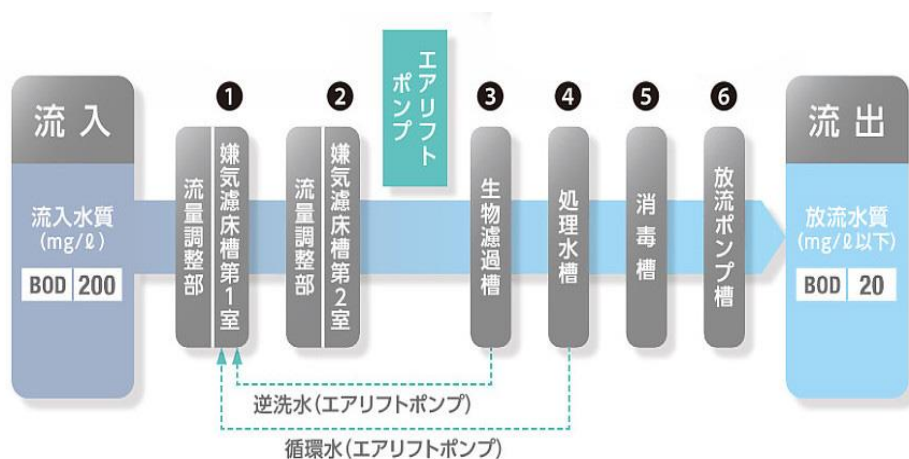 流入
流入水質
(mg/ℓ)
BOD 200
❶
流量調整部
嫌気濾床槽第1室
❷
流量調整部
嫌気濾床槽第2室
エアリフト
ポンプ
❸
生物濾過槽
❹
処理水槽
❺
消毒槽
❻
放流ポンプ槽
流出
放流水質
(mg/ℓ以下)
BOD 20
逆洗水(エアリフトポンプ)
循環水(エアリフトポンプ)